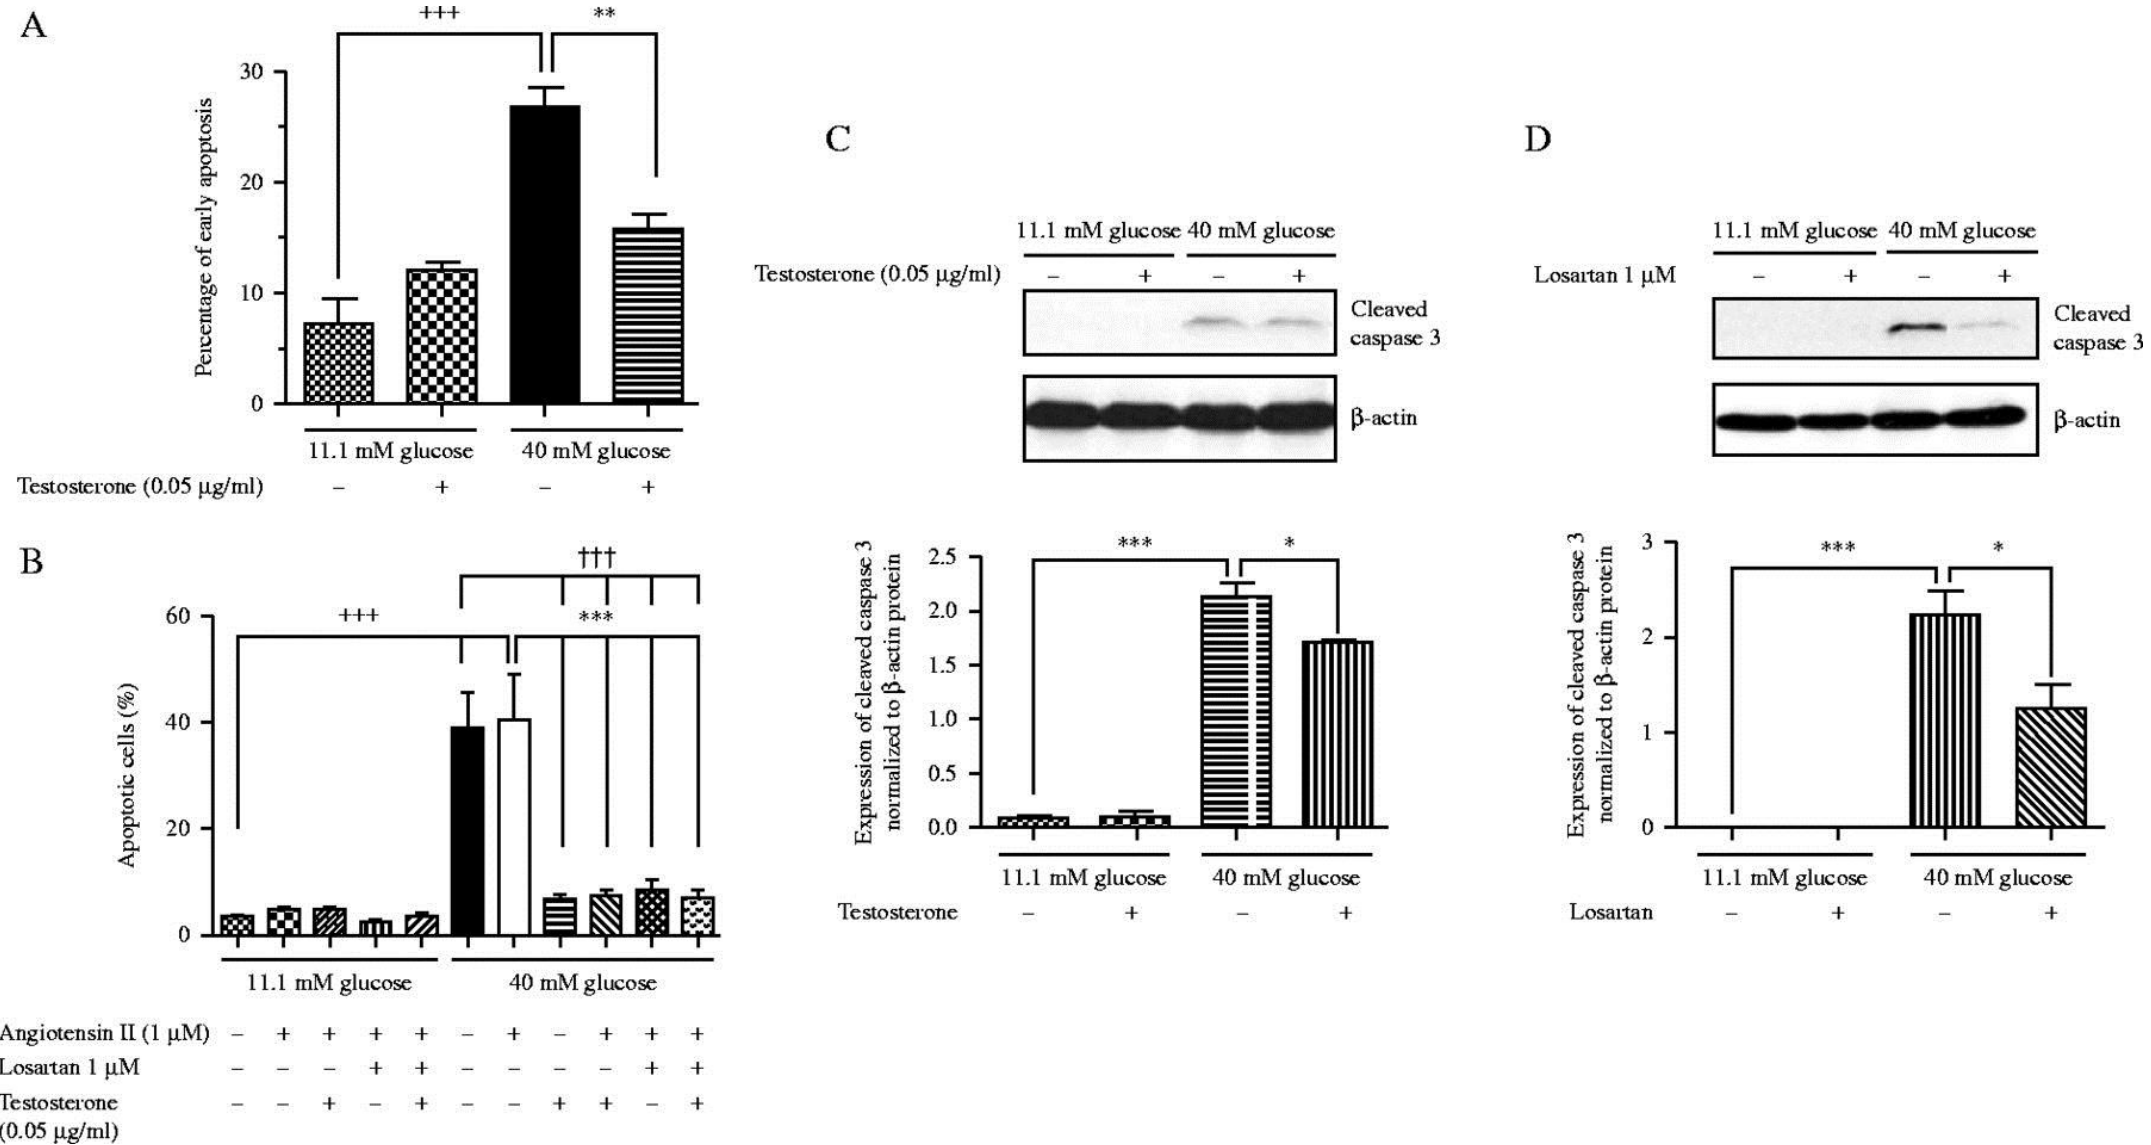 A
+++ **
30
20
10
0
Percentage of early apoptosis
11.1 mM glucose 40 mM glucose
Testosterone (0.05 µg/ml) – + – +
B
†††
+++ ***
60
40
20
0
Apoptotic cells (%)
11.1 mM glucose 40 mM glucose
Angiotensin II (1 µM) – + + + + – + – + + +
Losartan 1 µM – – – + + – – – – + +
Testosterone – – + – + – – + + – +
(0.05 µg/ml)
C
11.1 mM glucose 40 mM glucose
Testosterone (0.05 µg/ml) – + – +
Cleaved
caspase 3
β-actin
*** *
2.5
2.0
1.5
1.0
0.5
0.0
Expression of cleaved caspase 3
normalized to β-actin protein
11.1 mM glucose 40 mM glucose
Testosterone – + – +
D
11.1 mM glucose 40 mM glucose
Losartan 1 µM – + – +
Cleaved
caspase 3
β-actin
*** *
3
2
1
0
Expression of cleaved caspase 3
normalized to β-actin protein
11.1 mM glucose 40 mM glucose
Losartan – + – +